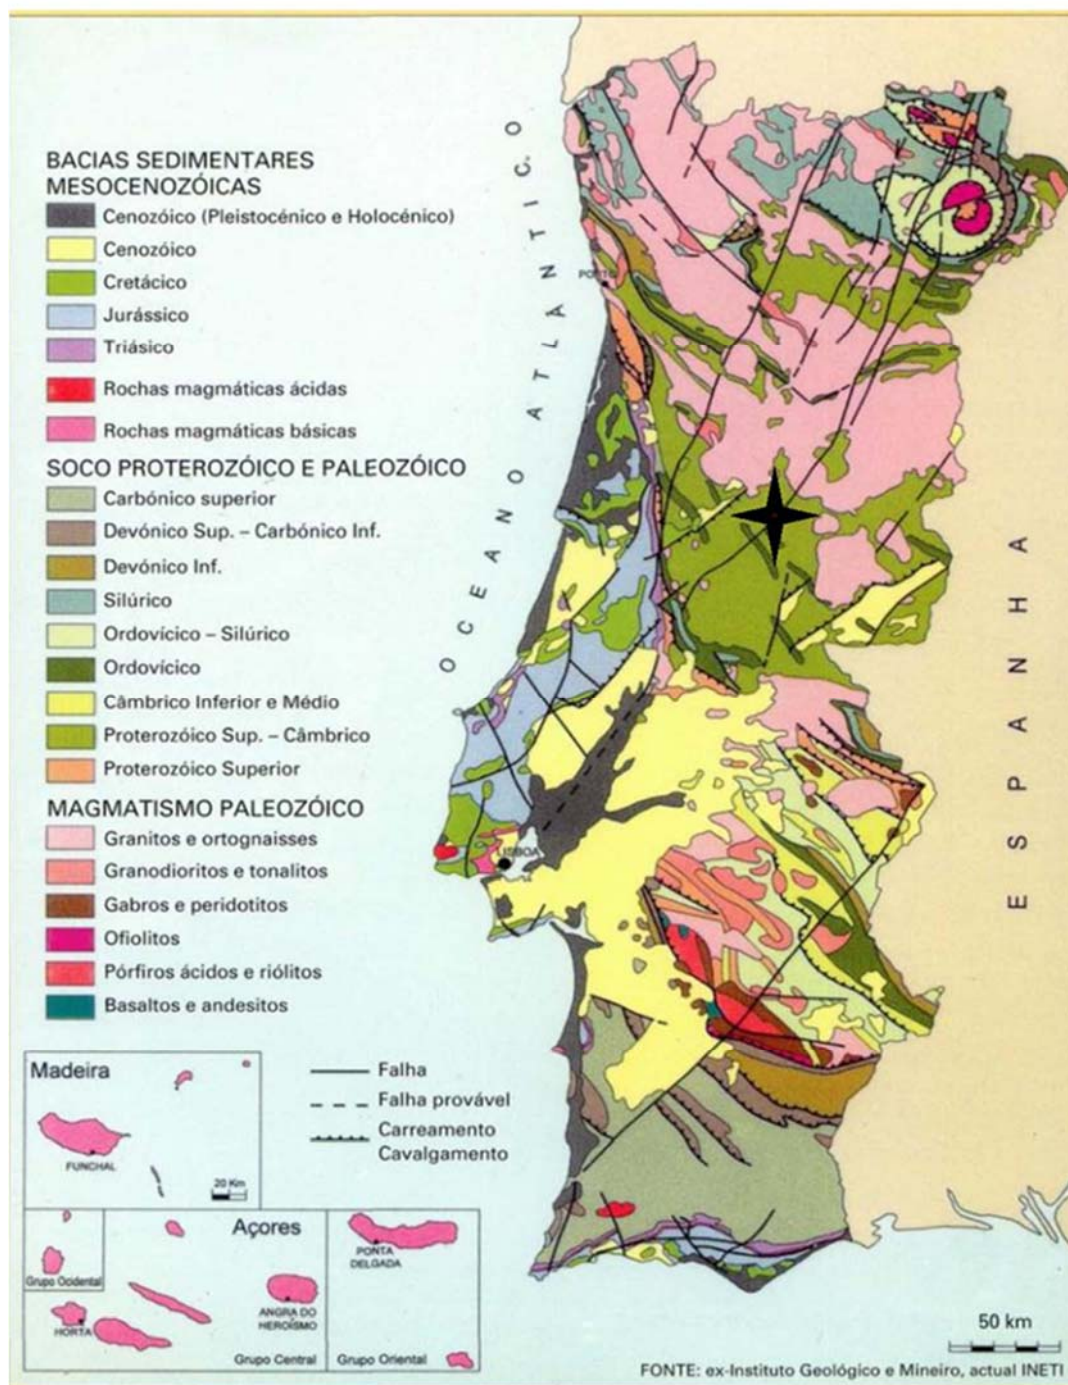 BACIAS SEDIMENTARES
MESOCENOZÓICAS
Cenozóico (Pleistocénico e Holocénico)
Cenozóico
Cretácico
Jurássico
Triásico
Rochas magmáticas ácidas
Rochas magmáticas básicas
SOCO PROTEROZÓICO E PALEOZÓICO
Carbónico superior
Devónico Sup. – Carbónico Inf.
Devónico Inf.
Silúrico
Ordovícico – Silúrico
Ordovícico
Câmbrico Inferior e Médio
Proterozóico Sup. – Câmbrico
Proterozóico Superior
MAGMATISMO PALEOZÓICO
Granitos e ortognaisses
Granodioritos e tonalitos
Gabros e peridotitos
Ofiolitos
Pórfiros ácidos e riólitos
Basaltos e andesitos
OCEANO ATLÂNTICO
PORTO
LISBOA
ESPANHA
Falha
Falha provável
Carreamento
Cavalgamento
Madeira
FUNCHAL
20 Km
Açores
Grupo Ocidental
HORTA
ANGRA DO
HEROÍSMO
Grupo Central
PONTA
DELGADA
Grupo Oriental
50 km
FONTE: ex-Instituto Geológico e Mineiro, actual INETI